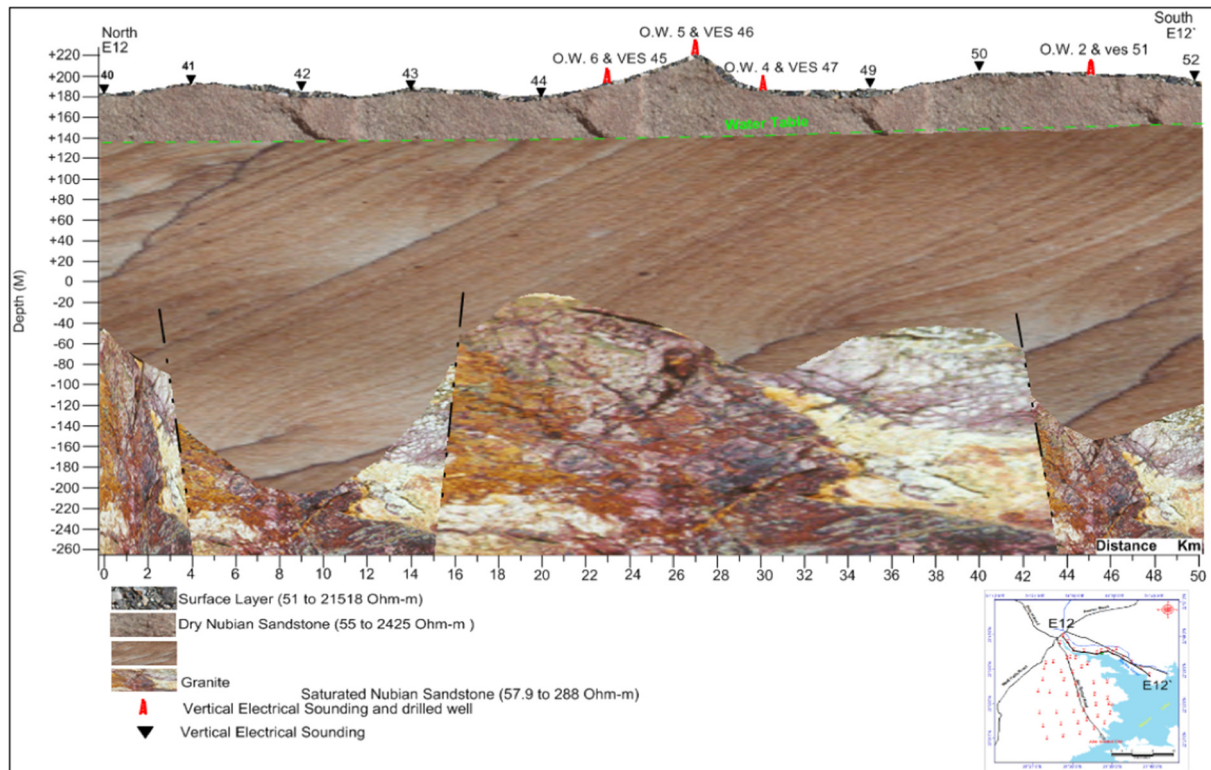 North
E12
South
E12`
O.W. 5 & VES 46
O.W. 6 & VES 45
O.W. 4 & VES 47
O.W. 2 & ves 51
40
41
42
43
44
49
50
52
+220
+200
+180
+160
+140
+120
+100
+80
+60
+40
+20
0
-20
-40
-60
-80
-100
-120
-140
-160
-180
-200
-220
-240
-260
Depth (M)
Water Table
Distance Km
0 2 4 6 8 10 12 14 16 18 20 22 24 26 28 30 32 34 36 38 40 42 44 46 48 50
Surface Layer (51 to 21518 Ohm-m)
Dry Nubian Sandstone (55 to 2425 Ohm-m )
Granite
Saturated Nubian Sandstone (57.9 to 288 Ohm-m)
Vertical Electrical Sounding and drilled well
Vertical Electrical Sounding
E12
E12`